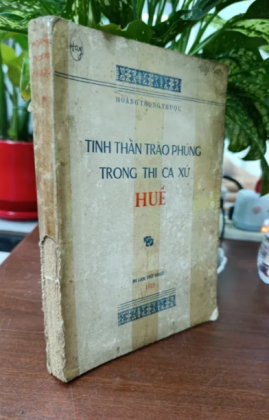 HOÀNG TRỌNG THƯỢC
TINH THẦN TRÀO PHÚNG
TRONG THI CA XỨ
HUẾ